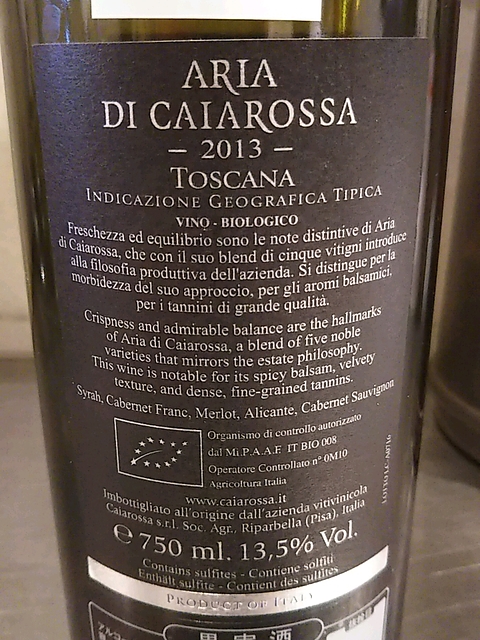 ARIA
DI CAIAROSSA
– 2013 –
TOSCANA
INDICAZIONE GEOGRAFICA TIPICA
VINO - BIOLOGICO
Freschezza ed equilibrio sono le note distintive di Aria
di Caiarossa, che con il suo blend di cinque vitigni introduce
alla filosofia produttiva dell'azienda. Si distingue per la
morbidezza del suo approccio, per gli aromi balsamici,
per i tannini di grande qualità.
Crispness and admirable balance are the hallmarks
of Aria di Caiarossa, a blend of five noble
varieties that mirrors the estate philosophy.
This wine is notable for its spicy balsam, velvety
texture, and dense, fine-grained tannins.
Syrah, Cabernet Franc, Merlot, Alicante, Cabernet Sauvignon
Organismo di controllo autorizzato
dal Mi.P.A.A.F. IT BIO 008
Operatore Controllato n° 0M10
Agricoltura Italia
www.caiarossa.it
Imbottigliato all'origine dall'azienda vitivinicola
Caiarossa s.r.l. Soc. Agr., Riparbella (Pisa), Italia
℮ 750 ml. 13,5% Vol.
Contains sulfites - Contiene solfiti
Enthält sulfite - Contient des sulfites
PRODUCT OF ITALY
果実酒